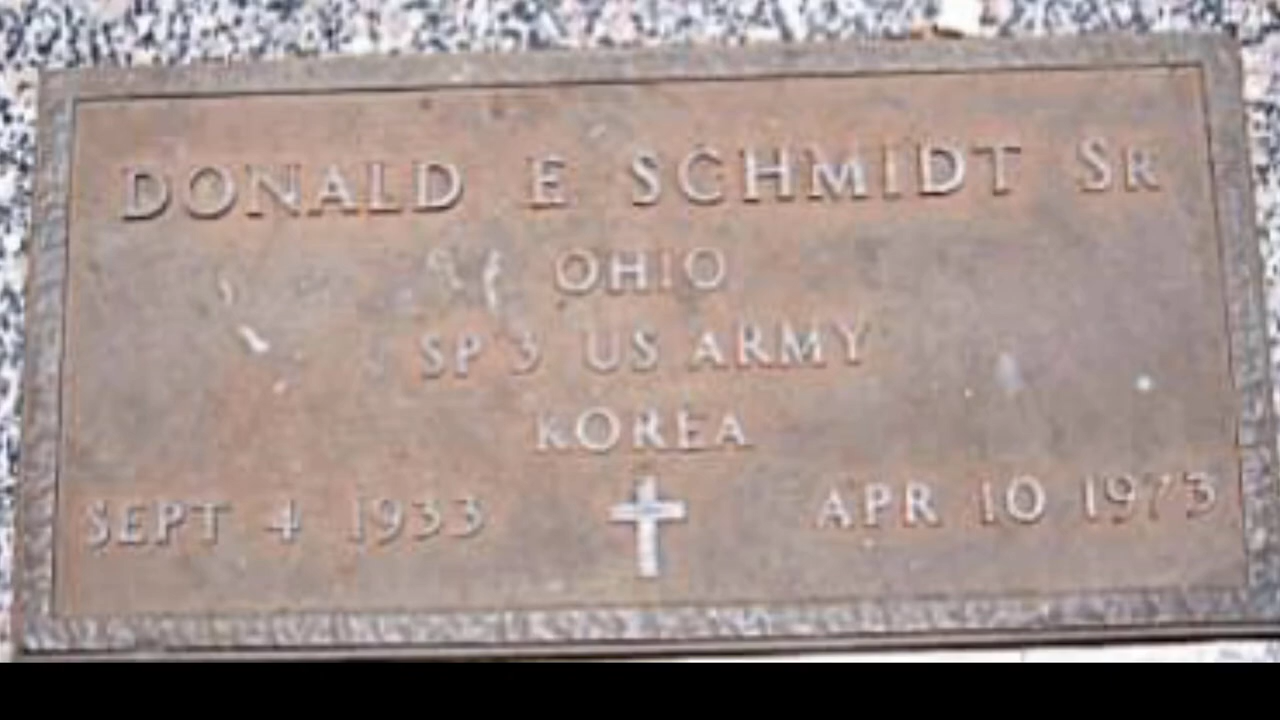 DONALD E SCHMIDT SR
OHIO
SP 3 US ARMY
KOREA
SEPT 4 1933 APR 10 1973